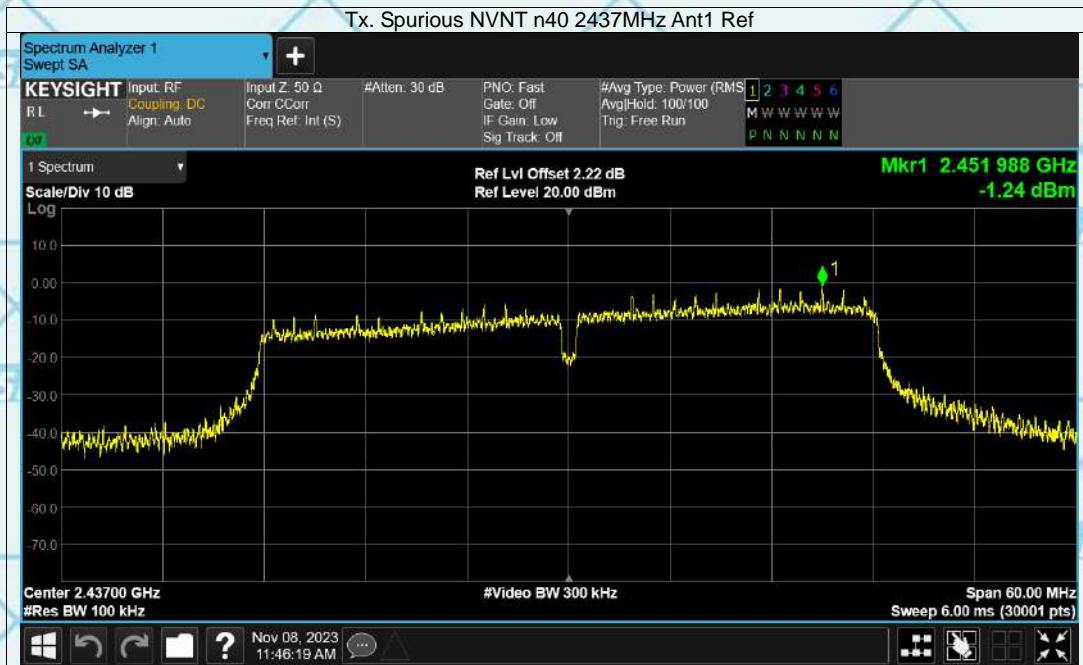 Tx. Spurious NVNT n40 2437MHz Ant1 Ref
Spectrum Analyzer 1
Swept SA
+
KEYSIGHT Input: RF Input Z: 50 Ω #Atten: 30 dB PNO: Fast #Avg Type: Power (RMS 1 2 3 4 5 6
RL Coupling: DC Corr CCorr Gate: Off Avg|Hold: 100/100 M W W W W W
Align: Auto Freq Ref: Int (S) IF Gain: Low Trig: Free Run
Sig Track: Off P N N N N N
LXI
1 Spectrum Ref Lvl Offset 2.22 dB Mkr1 2.451 988 GHz
Scale/Div 10 dB Ref Level 20.00 dBm -1.24 dBm
Log
10.0
0.00
1
-10.0
-20.0
-30.0
-40.0
-50.0
-60.0
-70.0
Center 2.43700 GHz #Video BW 300 kHz Span 60.00 MHz
#Res BW 100 kHz Sweep 6.00 ms (30001 pts)
? Nov 08, 2023
11:46:19 AM